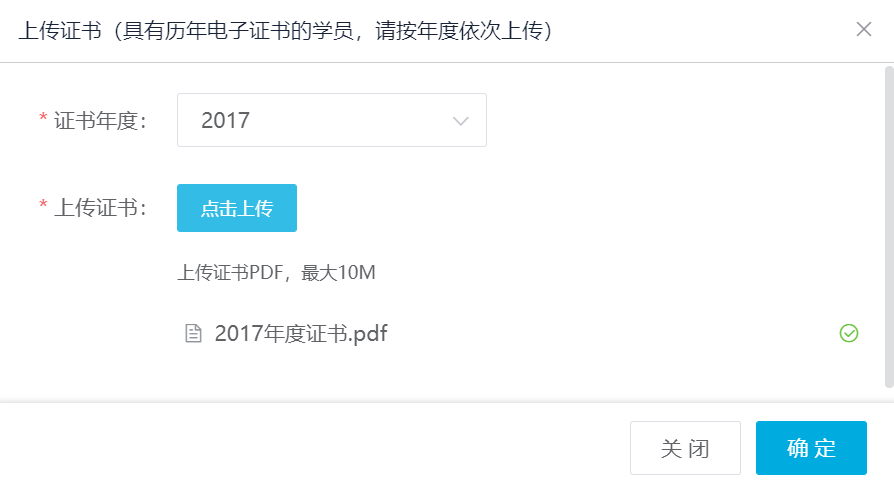 上传证书（具有历年电子证书的学员，请按年度依次上传）
* 证书年度： 2017
* 上传证书： 点击上传
上传证书PDF，最大10M
2017年度证书.pdf
关 闭 确 定